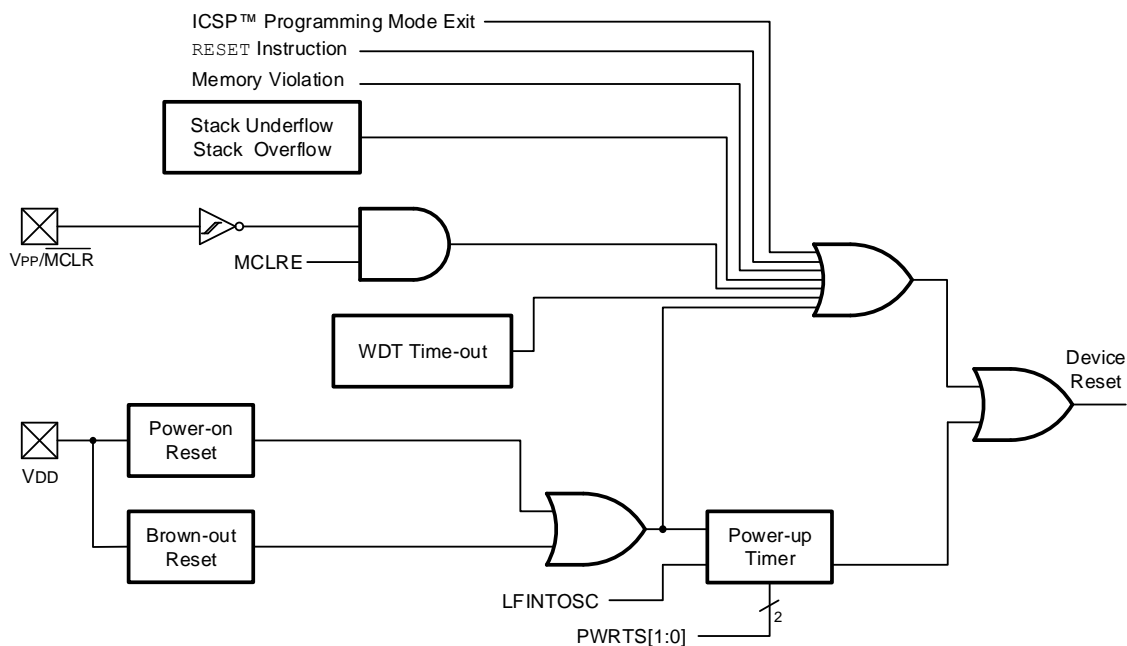 ICSP™ Programming Mode Exit
RESET Instruction
Memory Violation
Stack Underflow
Stack Overflow
VPP/MCLR
MCLRE
WDT Time-out
Device
Reset
VDD
Power-on
Reset
Brown-out
Reset
Power-up
Timer
LFINTOSC
2
PWRTS[1:0]